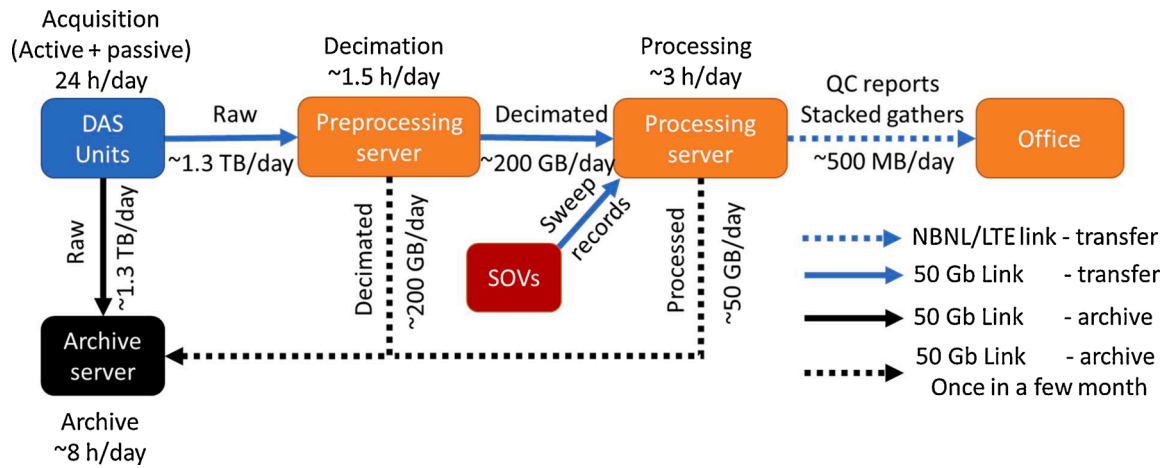 Acquisition
(Active + passive)
24 h/day
DAS
Units
Raw
~1.3 TB/day
Decimation
~1.5 h/day
Preprocessing
server
Decimated
~200 GB/day
Processing
~3 h/day
Processing
server
QC reports
Stacked gathers
~500 MB/day
Office
Raw
~1.3 TB/day
Decimated
~200 GB/day
Sweep
records
SOVs
Processed
~50 GB/day
Archive
server
Archive
~8 h/day
NBNL/LTE link - transfer
50 Gb Link - transfer
50 Gb Link - archive
50 Gb Link - archive
Once in a few month